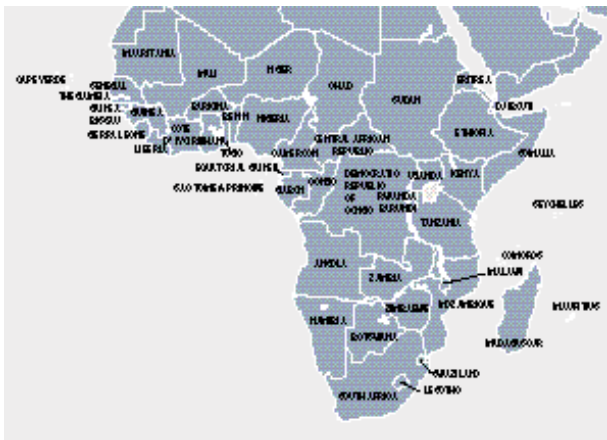 MAURITANIA
MALI
NIGER
CHAD
SUDAN
ERITREA
CAPE VERDE
SENEGAL
THE GAMBIA
GUINEA
BISSAU
GUINEA
SIERRA LEONE
LIBERIA
COTE
D'IVOIRE
GHANA
BURKINA
BENIN
TOGO
NIGERIA
DJIBOUTI
ETHIOPIA
SOMALIA
CENTRAL AFRICAN
REPUBLIC
CAMEROON
EQUATORIAL GUINEA
SAO TOME & PRINCIPE
GABON
CONGO
DEMOCRATIC
REPUBLIC
OF
CONGO
UGANDA
KENYA
RWANDA
BURUNDI
TANZANIA
SEYCHELLES
COMOROS
MALAWI
ANGOLA
ZAMBIA
MOZAMBIQUE
ZIMBABWE
MAURITIUS
NAMIBIA
BOTSWANA
MADAGASCAR
SWAZILAND
LESOTHO
SOUTH AFRICA